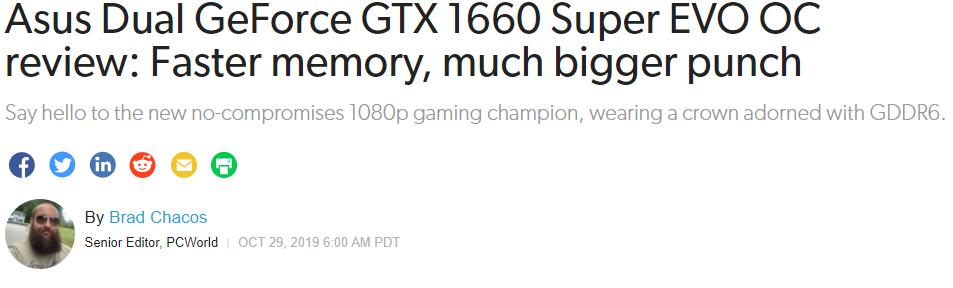 Asus Dual GeForce GTX 1660 Super EVO OC
review: Faster memory, much bigger punch
Say hello to the new no-compromises 1080p gaming champion, wearing a crown adorned with GDDR6.
By Brad Chacos
Senior Editor, PCWorld | OCT 29, 2019 6:00 AM PDT